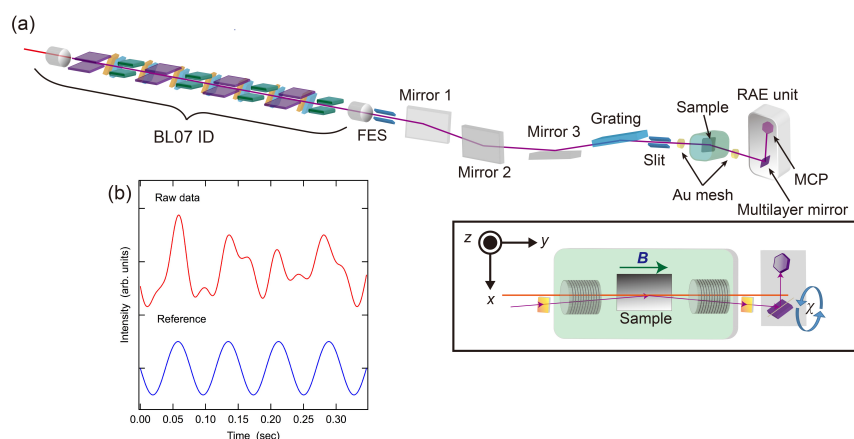 (a)
BL07 ID
FES
Mirror 1
Mirror 2
Mirror 3
Grating
Slit
Sample
Au mesh
RAE unit
MCP
Multilayer mirror
(b)
Raw data
Reference
Intensity (arb. units)
0.00 0.05 0.10 0.15 0.20 0.25 0.30
Time (sec)
z
y
x
B
Sample
χ